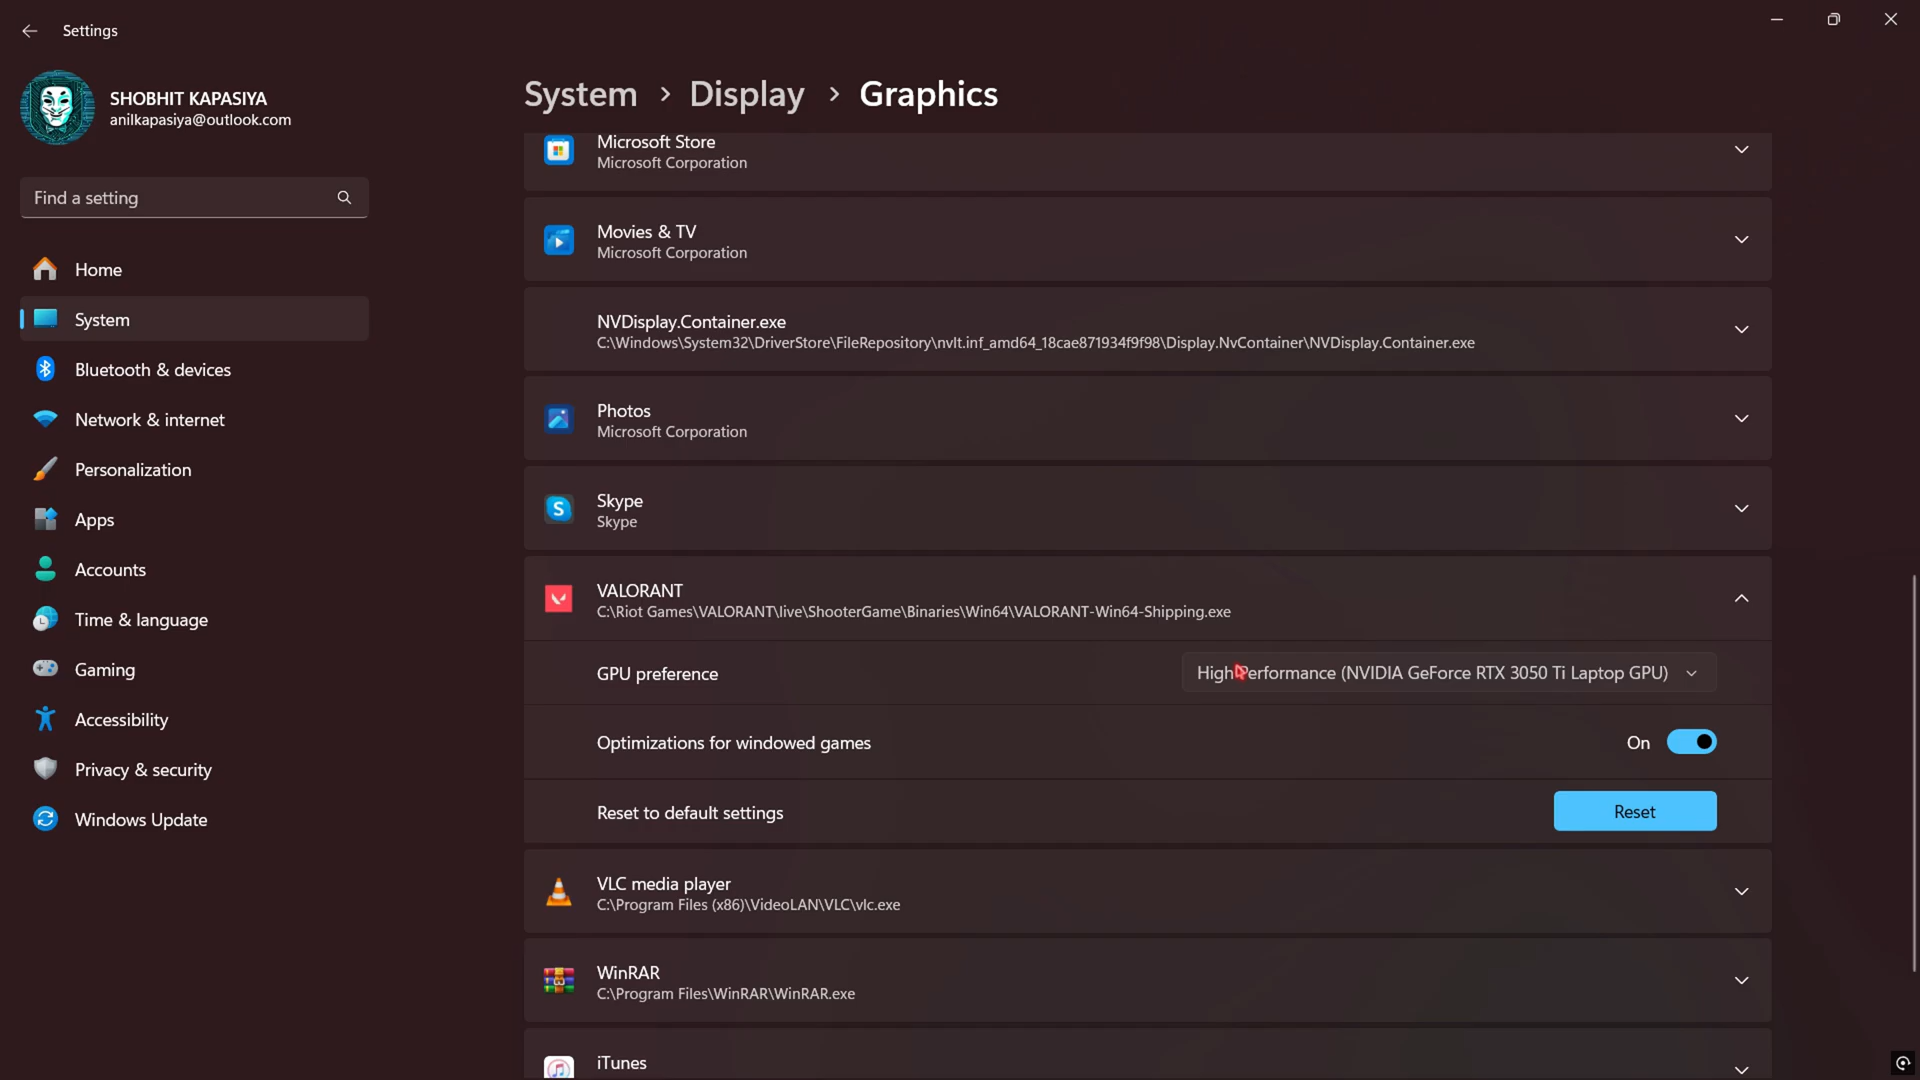 Settings
SHOBHIT KAPASIYA
anilkapasiya@outlook.com
Find a setting
Home
System
Bluetooth & devices
Network & internet
Personalization
Apps
Accounts
Time & language
Gaming
Accessibility
Privacy & security
Windows Update
System > Display > Graphics
Microsoft Store
Microsoft Corporation
Movies & TV
Microsoft Corporation
NVDisplay.Container.exe
C:\Windows\System32\DriverStore\FileRepository\nvlt.inf_amd64_18cae871934f9f98\Display.NvContainer\NVDisplay.Container.exe
Photos
Microsoft Corporation
Skype
Skype
VALORANT
C:\Riot Games\VALORANT\live\ShooterGame\Binaries\Win64\VALORANT-Win64-Shipping.exe
GPU preference
High Performance (NVIDIA GeForce RTX 3050 Ti Laptop GPU)
Optimizations for windowed games
On
Reset to default settings
Reset
VLC media player
C:\Program Files (x86)\VideoLAN\VLC\vlc.exe
WinRAR
C:\Program Files\WinRAR\WinRAR.exe
iTunes